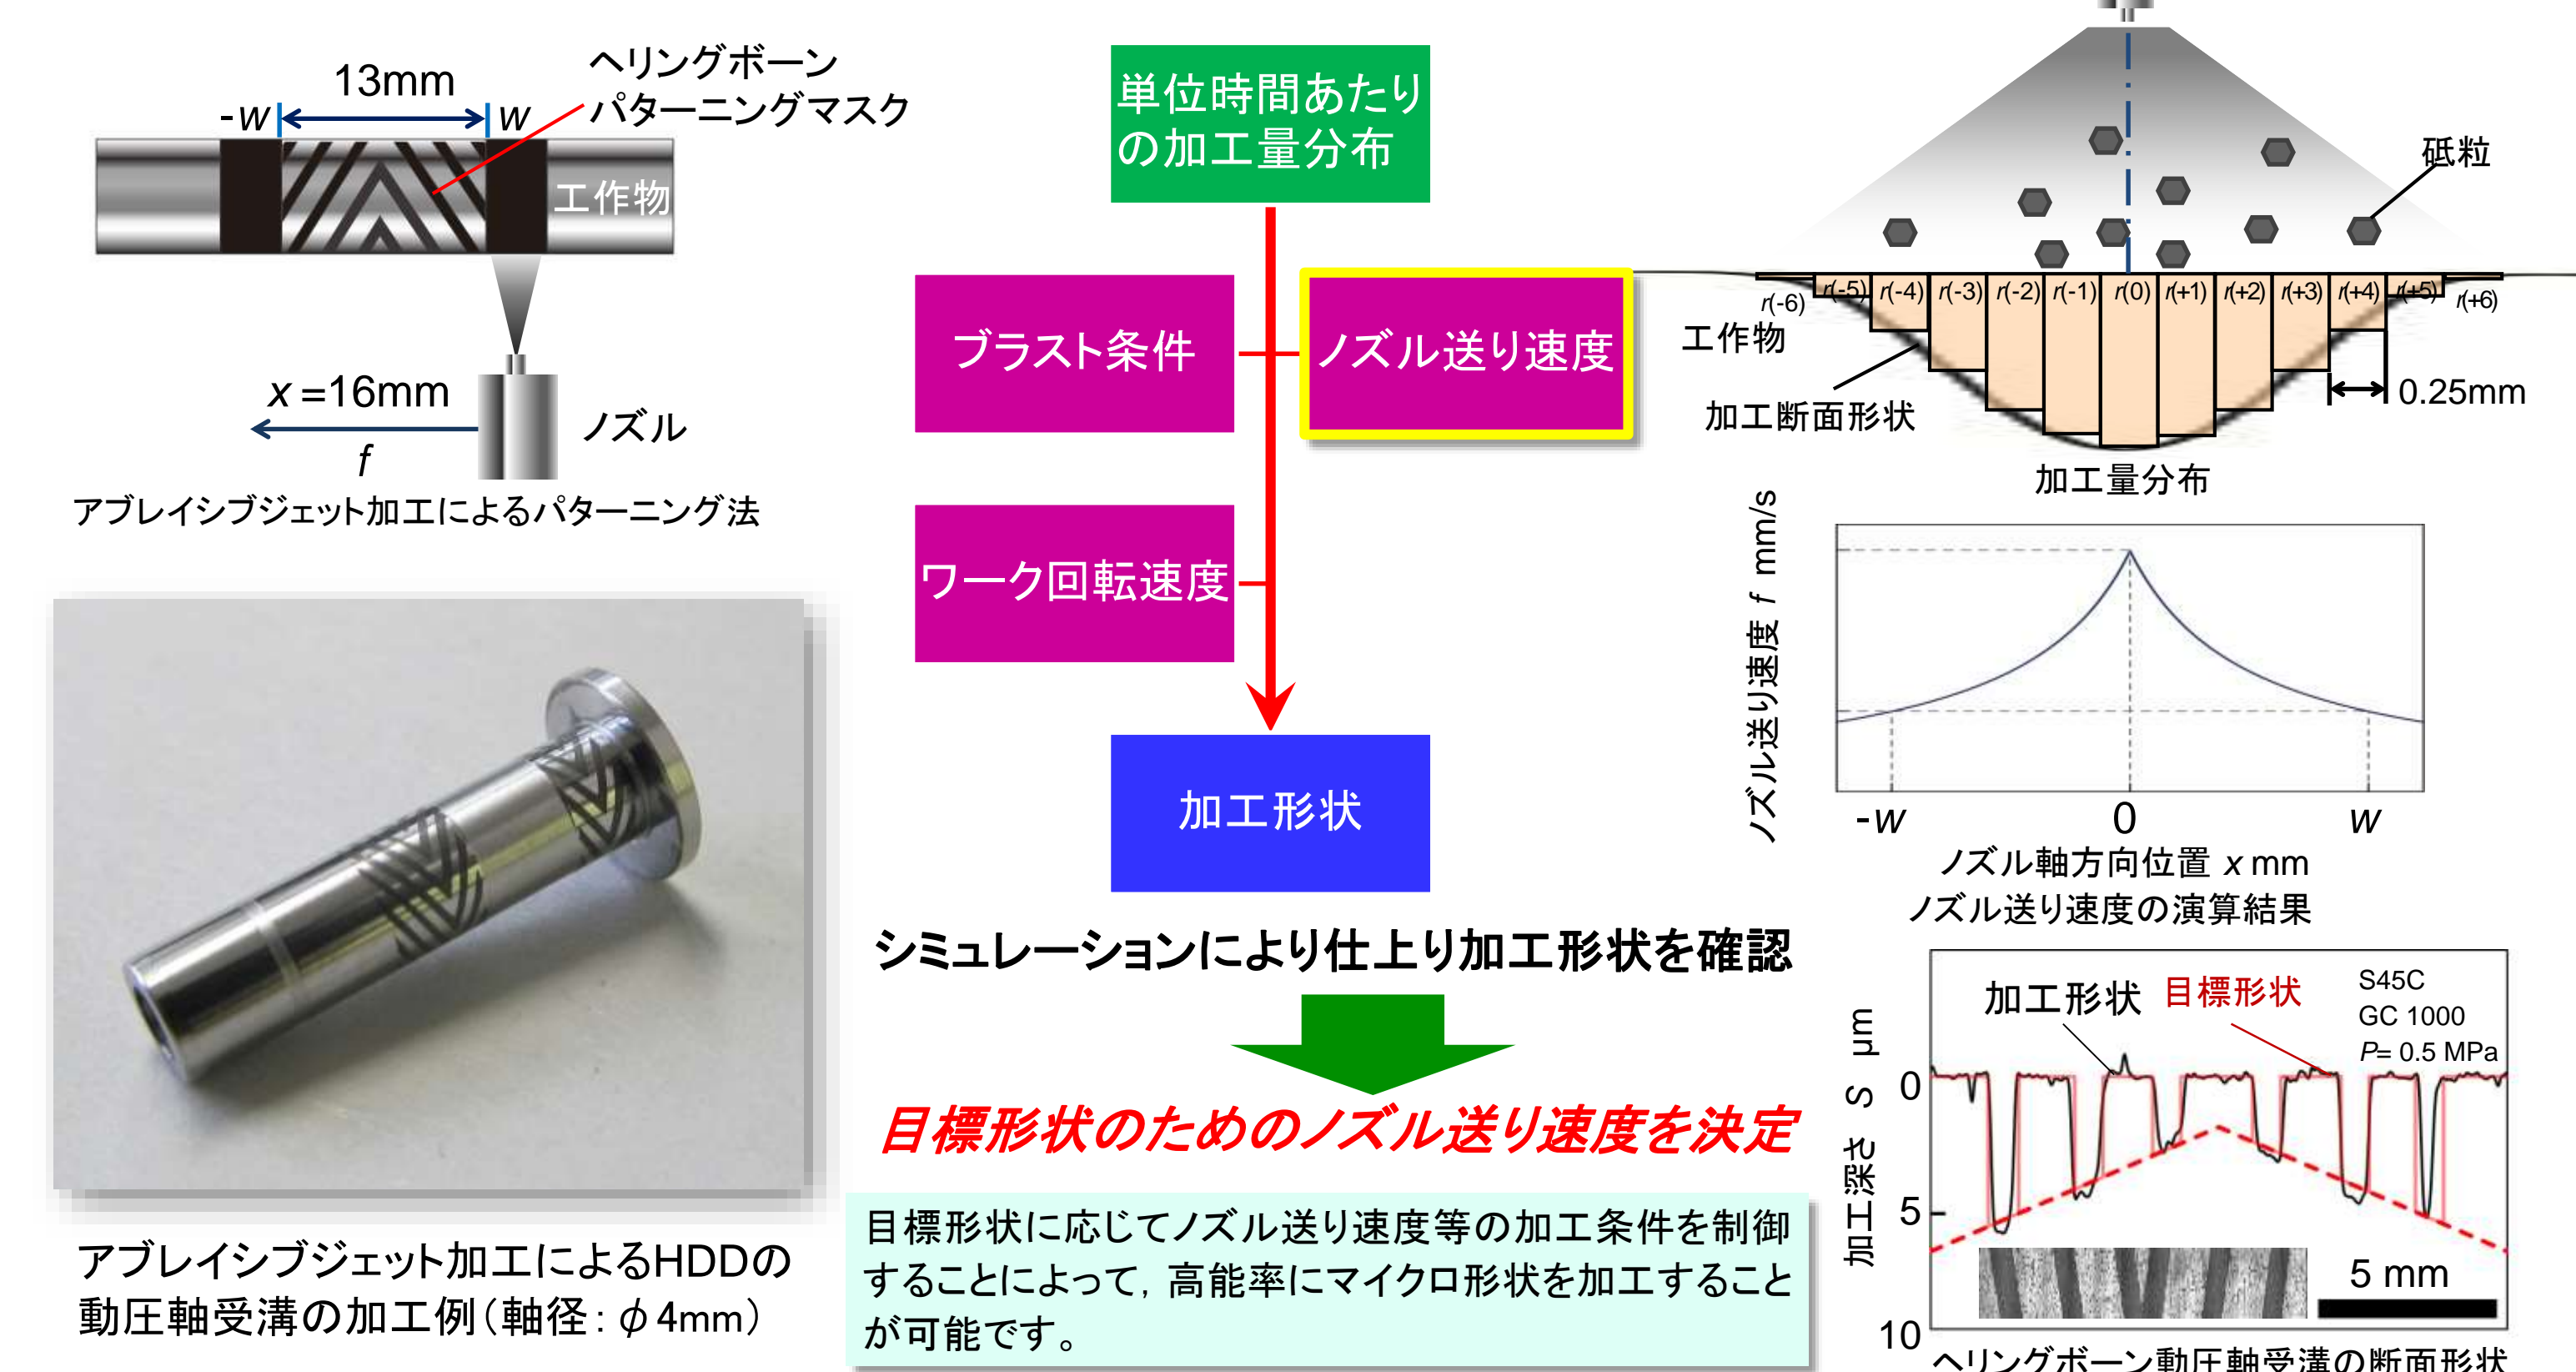 13mm
-w
w
ヘリングボーン
パターニングマスク
工作物
x =16mm
f
ノズル
アブレイシブジェット加工によるパターニング法
アブレイシブジェット加工によるHDDの
動圧軸受溝の加工例（軸径：φ4mm）
単位時間あたり
の加工量分布
ブラスト条件
ノズル送り速度
ワーク回転速度
加工形状
シミュレーションにより仕上り加工形状を確認
目標形状のためのノズル送り速度を決定
目標形状に応じてノズル送り速度等の加工条件を制御
することによって，高能率にマイクロ形状を加工すること
が可能です。
砥粒
r(-6) r(-5) r(-4) r(-3) r(-2) r(-1) r(0) r(+1) r(+2) r(+3) r(+4) r(+5) r(+6)
工作物
加工断面形状
0.25mm
加工量分布
ノズル送り速度 f mm/s
-w 0 w
ノズル軸方向位置 x mm
ノズル送り速度の演算結果
加工形状
目標形状
S45C
GC 1000
P= 0.5 MPa
加工深さ S μm
0
5
10
5 mm
ヘリングボーン動圧軸受溝の断面形状